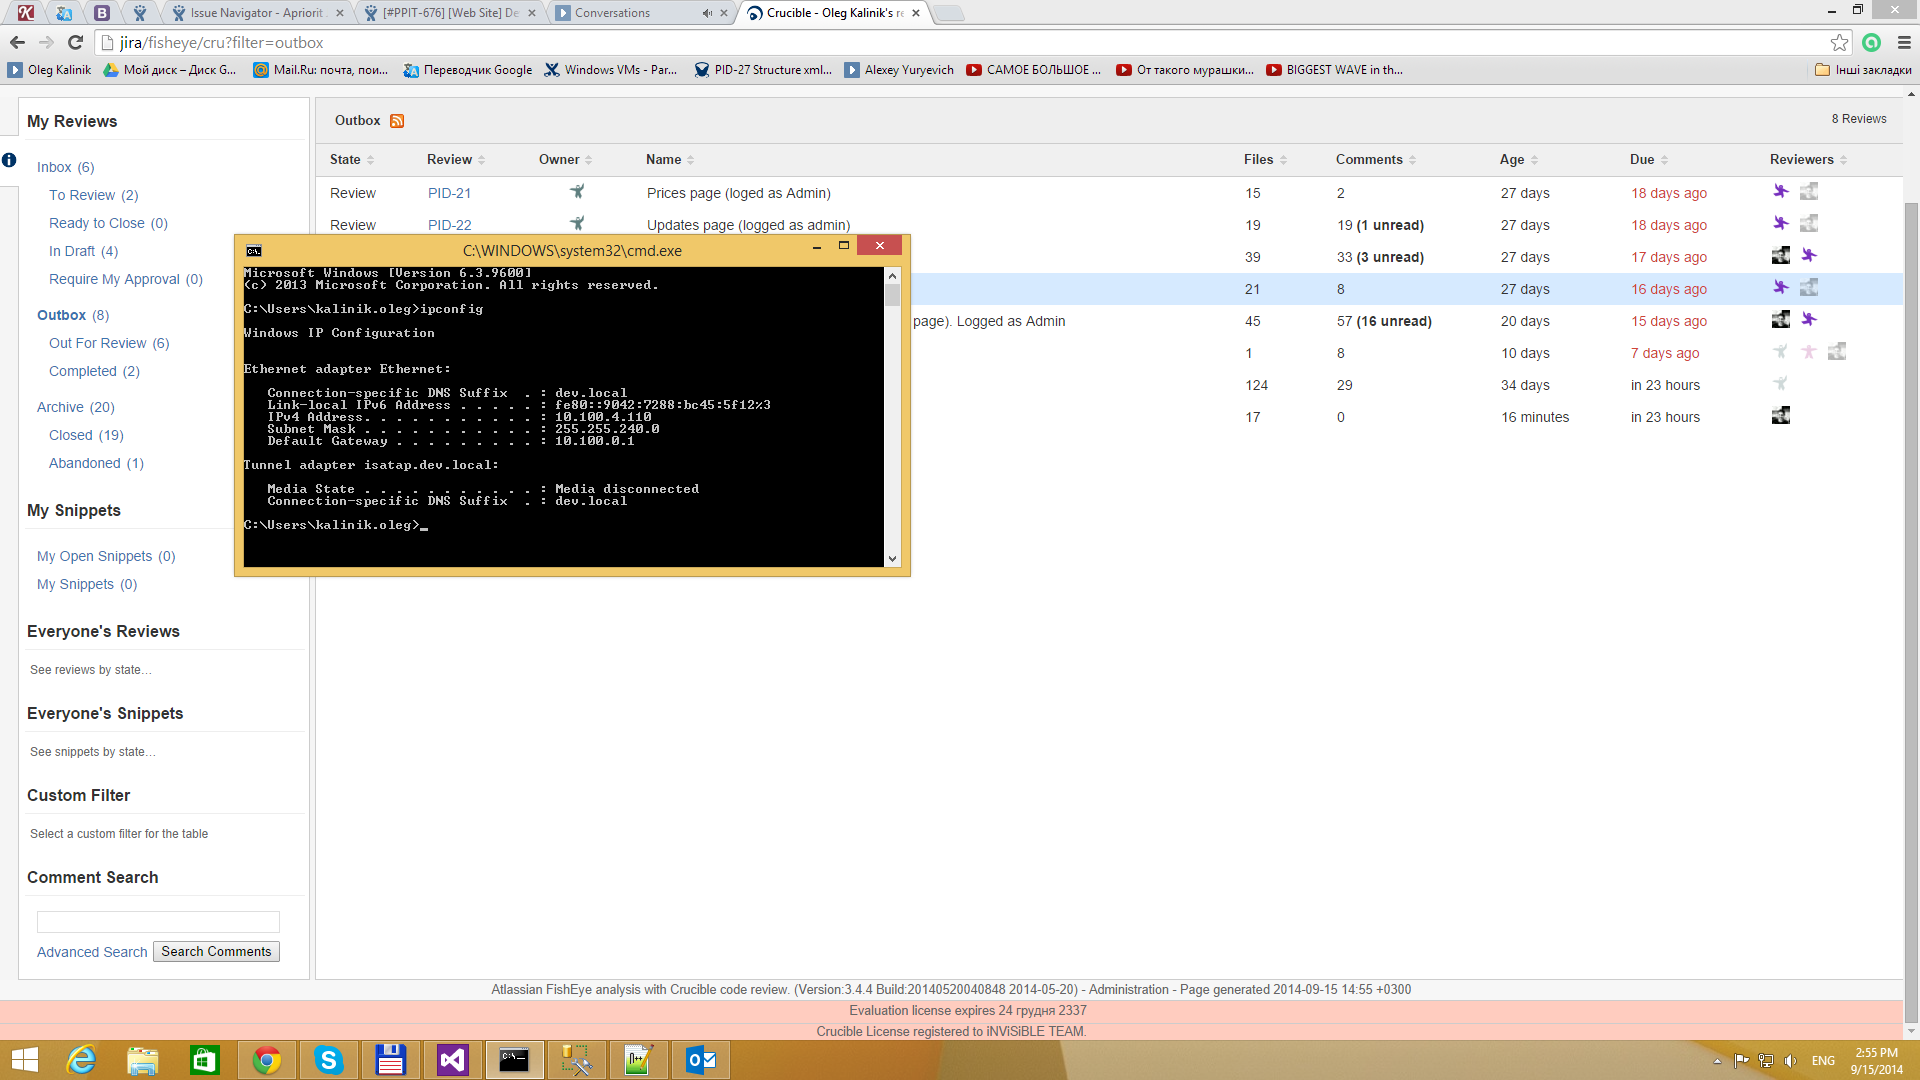 Issue Navigator - Apriorit
[#PPIT-676] [Web Site] De
Conversations
Crucible - Oleg Kalinik's re
jira/fisheye/cru?filter=outbox
Oleg Kalinik
Мой диск – Диск G...
Mail.Ru: почта, пои...
Переводчик Google
Windows VMs - Par...
PID-27 Structure xml...
Alexey Yuryevich
САМОЕ БОЛЬШОЕ ...
От такого мурашки...
BIGGEST WAVE in th...
Інші закладки
My Reviews
Inbox (6)
To Review (2)
Ready to Close (0)
In Draft (4)
Require My Approval (0)
Outbox (8)
Out For Review (6)
Completed (2)
Archive (20)
Closed (19)
Abandoned (1)
My Snippets
My Open Snippets (0)
My Snippets (0)
Everyone's Reviews
See reviews by state...
Everyone's Snippets
See snippets by state...
Custom Filter
Select a custom filter for the table
Comment Search
Advanced Search Search Comments
Outbox
8 Reviews
State Review Owner Name Files Comments Age Due Reviewers
Review PID-21 Prices page (loged as Admin) 15 2 27 days 18 days ago
Review PID-22 Updates page (logged as admin) 19 19 (1 unread) 27 days 18 days ago
39 33 (3 unread) 27 days 17 days ago
21 8 27 days 16 days ago
page). Logged as Admin 45 57 (16 unread) 20 days 15 days ago
1 8 10 days 7 days ago
124 29 34 days in 23 hours
17 0 16 minutes in 23 hours
C:\WINDOWS\system32\cmd.exe
Microsoft Windows [Version 6.3.9600]
(c) 2013 Microsoft Corporation. All rights reserved.
C:\Users\kalinik.oleg>ipconfig
Windows IP Configuration
Ethernet adapter Ethernet:
Connection-specific DNS Suffix . : dev.local
Link-local IPv6 Address . . . . . : fe80::9042:7288:bc45:5f12%3
IPv4 Address. . . . . . . . . . . : 10.100.4.110
Subnet Mask . . . . . . . . . . . : 255.255.240.0
Default Gateway . . . . . . . . . : 10.100.0.1
Tunnel adapter isatap.dev.local:
Media State . . . . . . . . . . . : Media disconnected
Connection-specific DNS Suffix . : dev.local
C:\Users\kalinik.oleg>_
Atlassian FishEye analysis with Crucible code review. (Version:3.4.4 Build:20140520040848 2014-05-20) - Administration - Page generated 2014-09-15 14:55 +0300
Evaluation license expires 24 грудня 2337
Crucible License registered to iNViSiBLE TEAM.
ENG
2:55 PM
9/15/2014